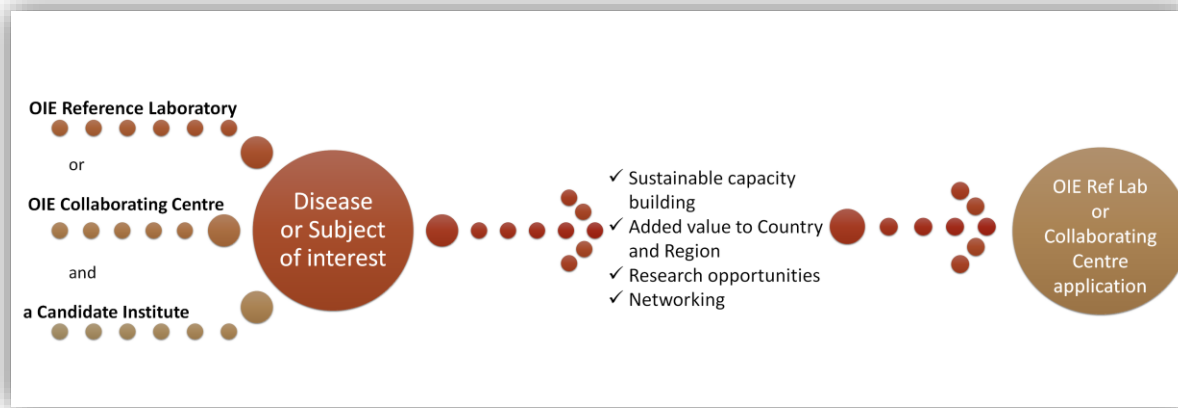 OIE Reference Laboratory
or
OIE Collaborating Centre
and
a Candidate Institute
Disease
or Subject
of interest
✓ Sustainable capacity
building
✓ Added value to Country
and Region
✓ Research opportunities
✓ Networking
OIE Ref Lab
or
Collaborating
Centre
application